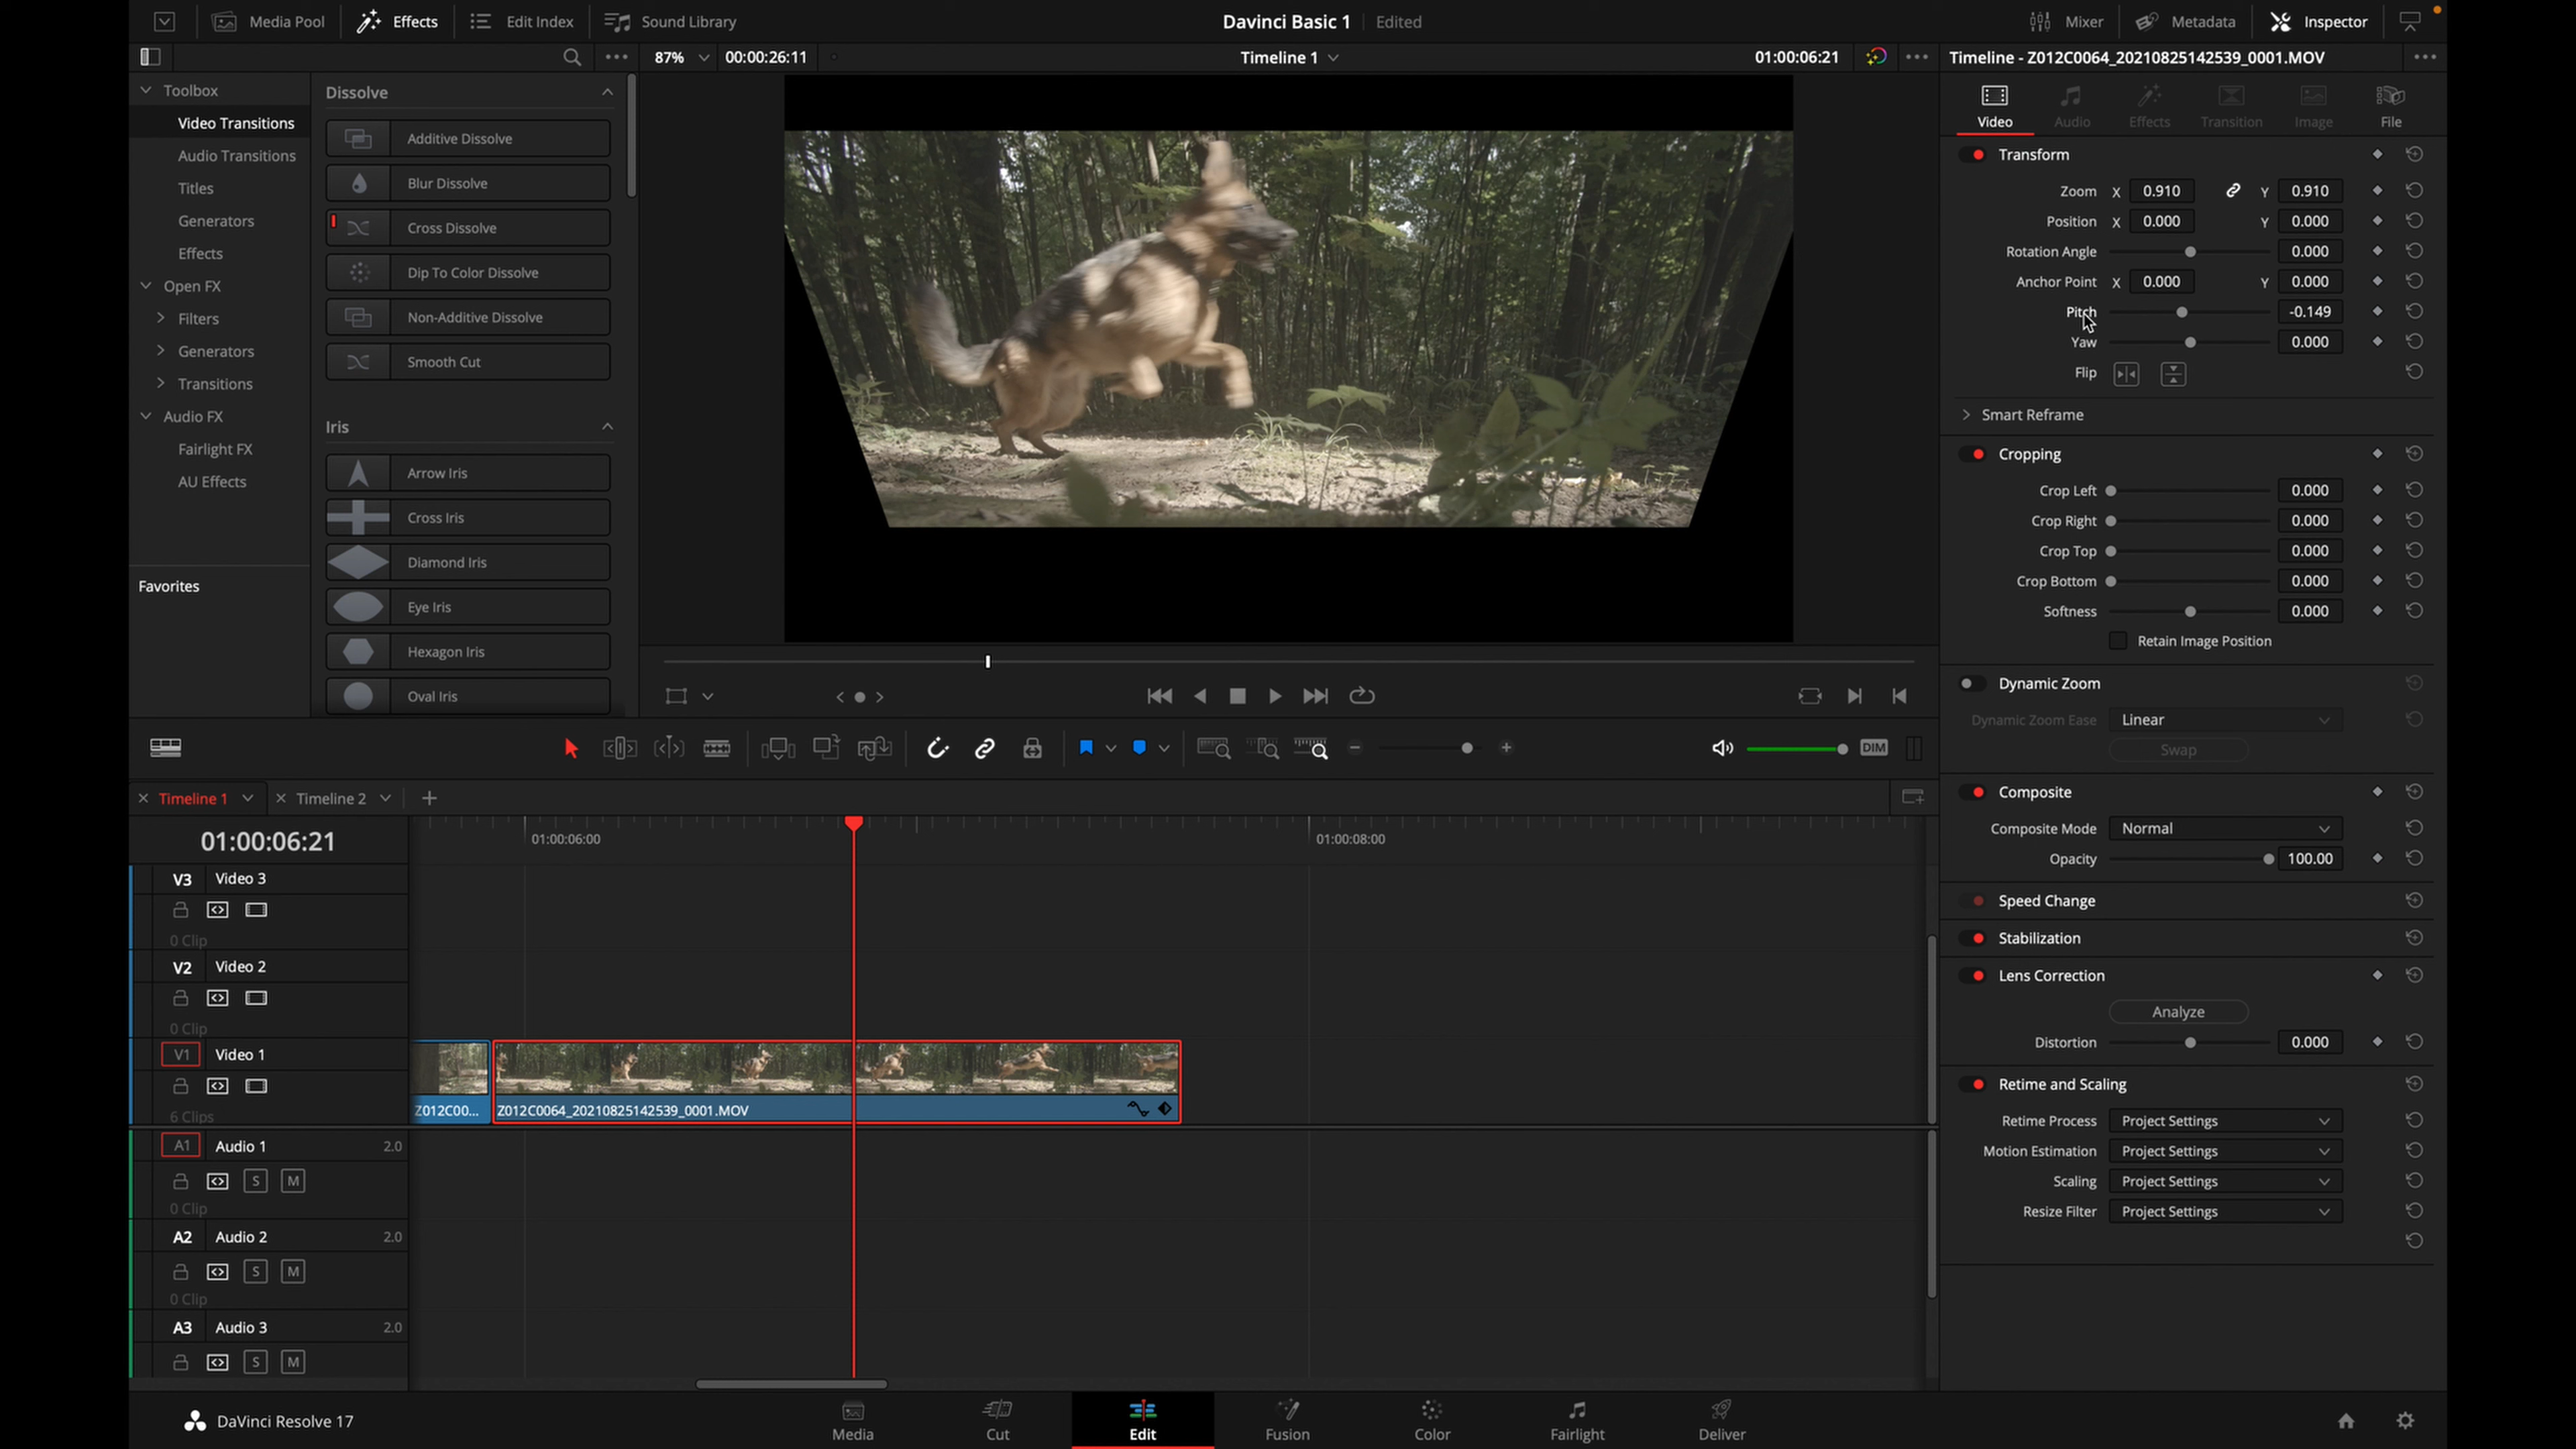 Media Pool Effects Edit Index Sound Library Davinci Basic 1 Edited Mixer Metadata Inspector
87% 00:00:26:11 Timeline 1 01:00:06:21 Timeline - Z012C0064_20210825142539_0001.MOV
Toolbox
Video Transitions
Audio Transitions
Titles
Generators
Effects
Open FX
Filters
Generators
Transitions
Audio FX
Fairlight FX
AU Effects
Favorites
Dissolve
Additive Dissolve
Blur Dissolve
Cross Dissolve
Dip To Color Dissolve
Non-Additive Dissolve
Smooth Cut
Iris
Arrow Iris
Cross Iris
Diamond Iris
Eye Iris
Hexagon Iris
Oval Iris
Video Audio Effects Transition Image File
Transform
Zoom X 0.910 Y 0.910
Position X 0.000 Y 0.000
Rotation Angle 0.000
Anchor Point X 0.000 Y 0.000
Pitch -0.149
Yaw 0.000
Flip
Smart Reframe
Cropping
Crop Left 0.000
Crop Right 0.000
Crop Top 0.000
Crop Bottom 0.000
Softness 0.000
Retain Image Position
Dynamic Zoom
Dynamic Zoom Ease Linear
Swap
Composite
Composite Mode Normal
Opacity 100.00
Speed Change
Stabilization
Lens Correction
Analyze
Distortion 0.000
Retime and Scaling
Retime Process Project Settings
Motion Estimation Project Settings
Scaling Project Settings
Resize Filter Project Settings
DIM
Timeline 1 Timeline 2
01:00:06:21 01:00:06:00 01:00:08:00
V3 Video 3
0 Clip
V2 Video 2
0 Clip
V1 Video 1
6 Clips
Z012C00... Z012C0064_20210825142539_0001.MOV
A1 Audio 1 2.0
S M
0 Clip
A2 Audio 2 2.0
S M
0 Clip
A3 Audio 3 2.0
S M
DaVinci Resolve 17 Media Cut Edit Fusion Color Fairlight Deliver